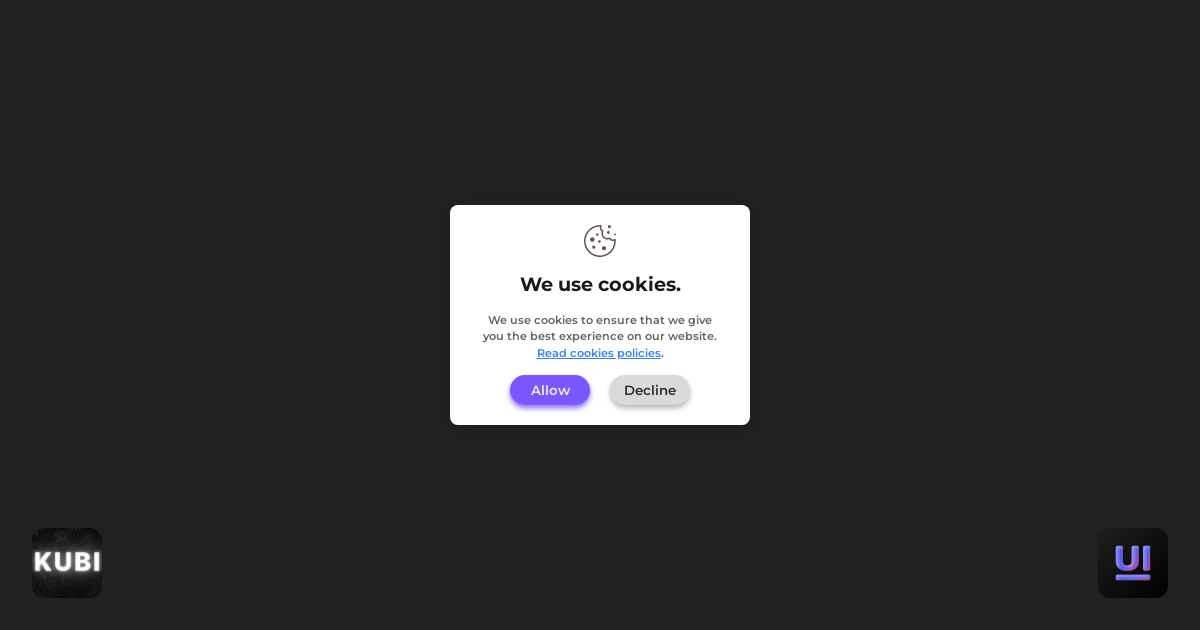 We use cookies.
We use cookies to ensure that we give
you the best experience on our website.
Read cookies policies.
Allow Decline
KUBI
UI